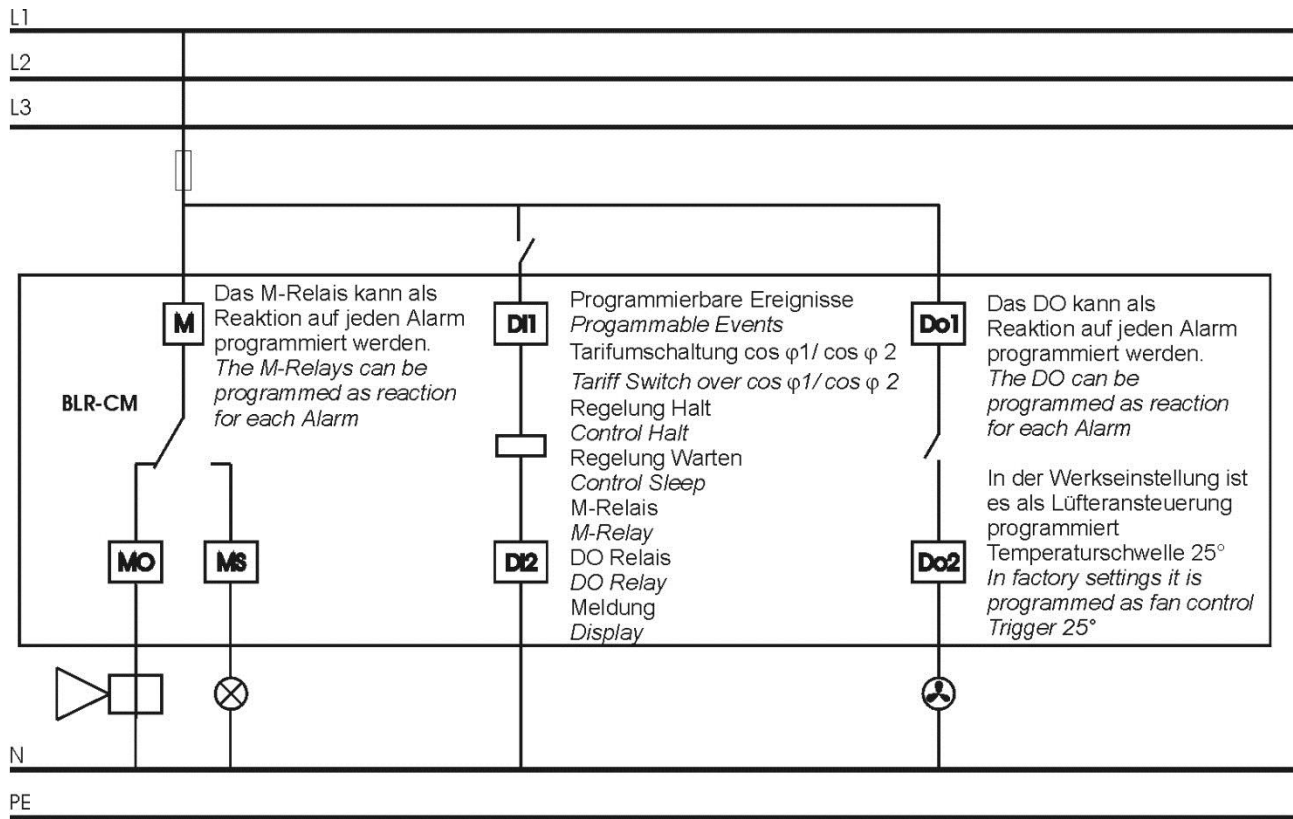 L1
L2
L3
M
Das M-Relais kann als
Reaktion auf jeden Alarm
programmiert werden.
The M-Relays can be
programmed as reaction
for each Alarm
BLR-CM
MO
MS
DI1
DI2
Programmierbare Ereignisse
Progammable Events
Tarifumschaltung cos φ1/ cos φ 2
Tariff Switch over cos φ1/ cos φ 2
Regelung Halt
Control Halt
Regelung Warten
Control Sleep
M-Relais
M-Relay
DO Relais
DO Relay
Meldung
Display
Do1
Do2
Das DO kann als
Reaktion auf jeden Alarm
programmiert werden.
The DO can be
programmed as reaction
for each Alarm
In der Werkseinstellung ist
es als Lüfteransteuerung
programmiert
Temperaturschwelle 25°
In factory settings it is
programmed as fan control
Trigger 25°
N
PE